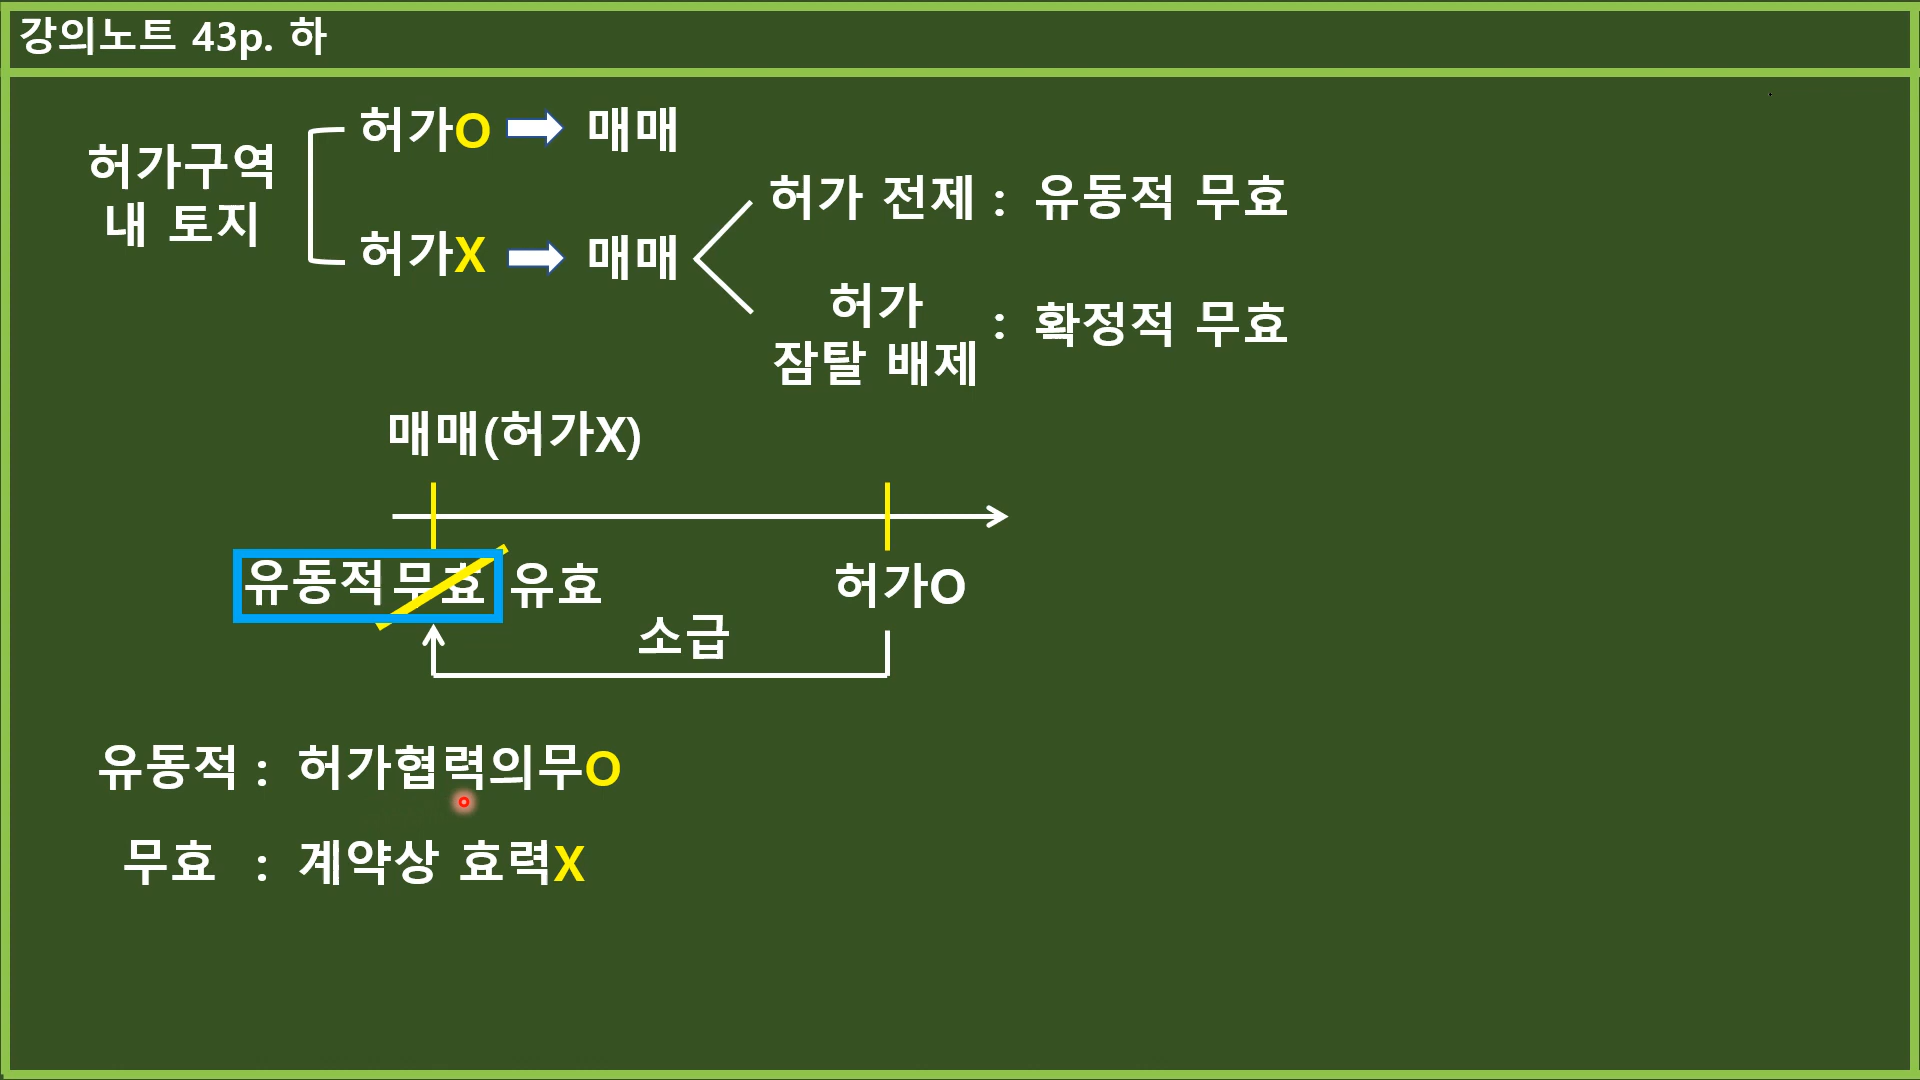 강의노트 43p. 하
허가구역
내 토지
허가O
매매
허가X
매매
허가 전제 : 유동적 무효
허가
잠탈 배제
: 확정적 무효
매매(허가X)
유동적무효 유효
허가O
소급
유동적 : 허가협력의무O
무효 : 계약상 효력X